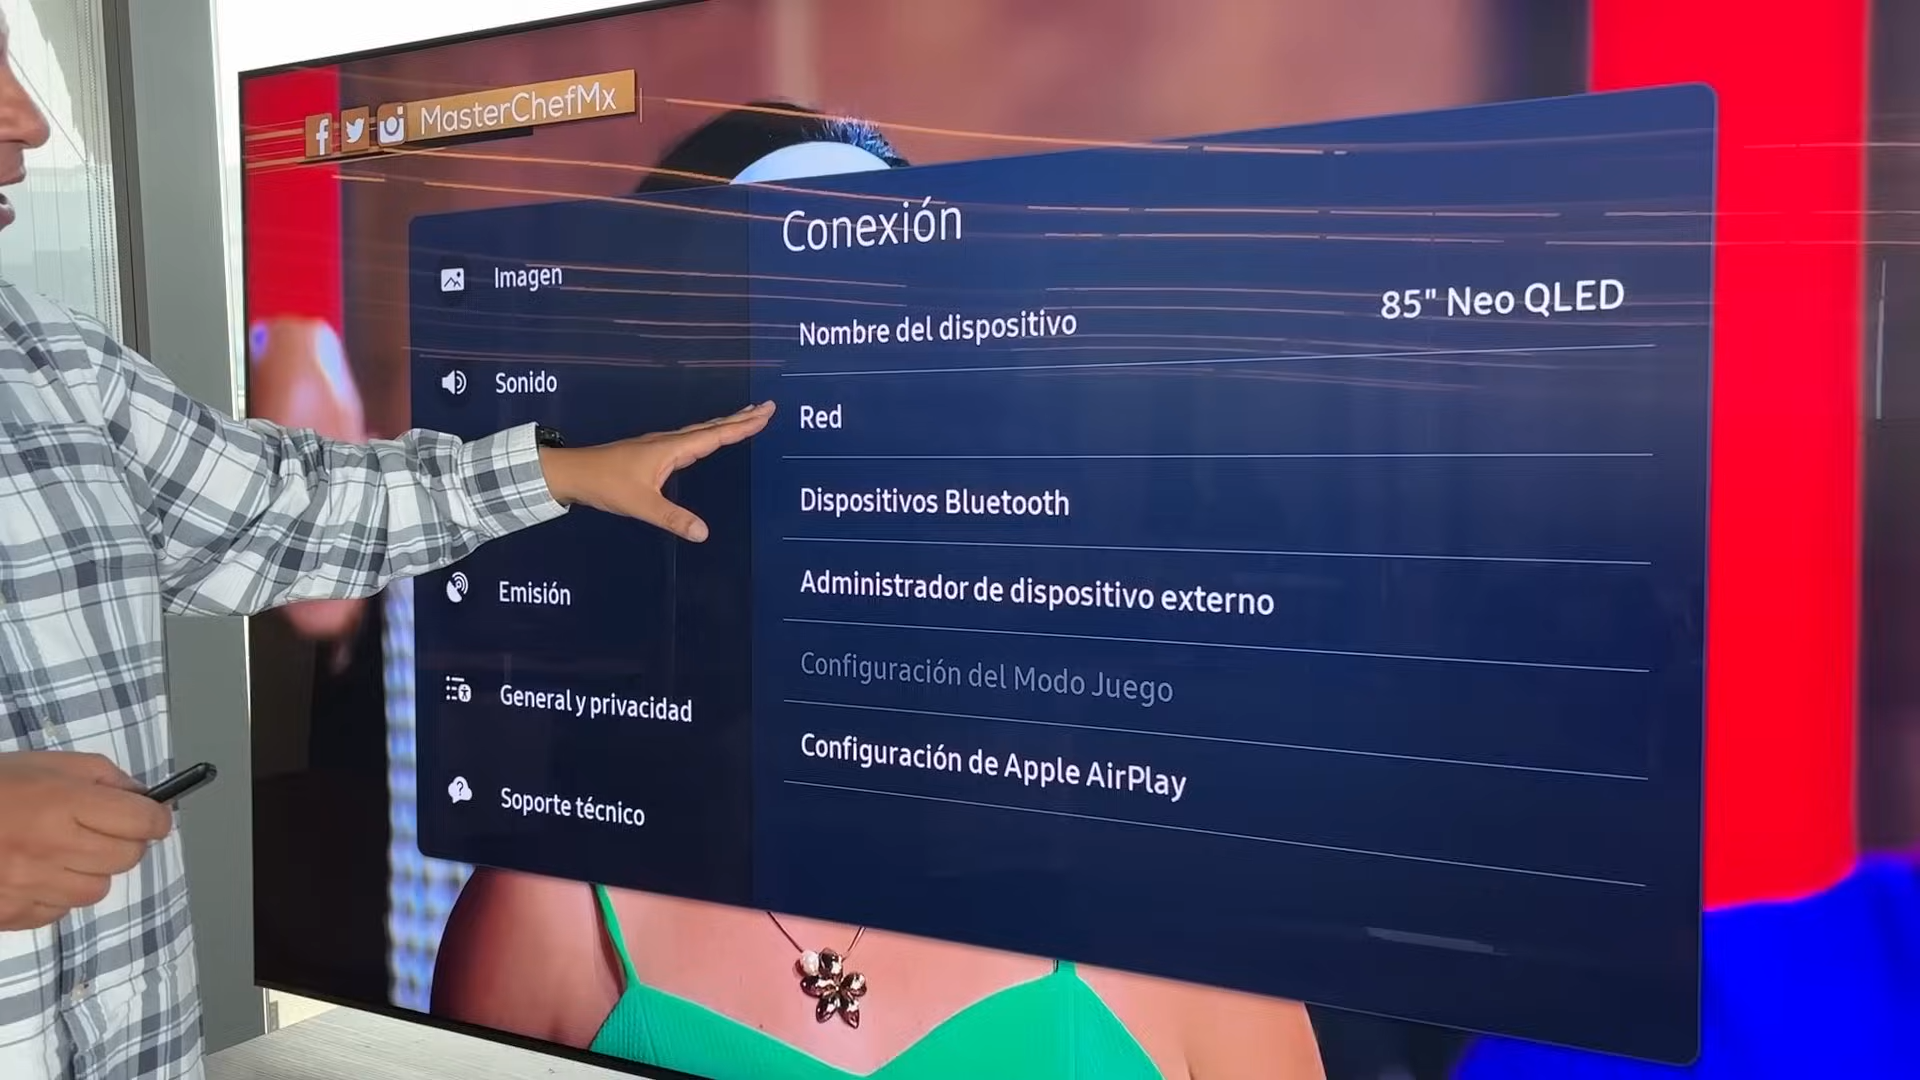 MasterChefMx
Imagen
Sonido
Emisión
General y privacidad
Soporte técnico
Conexión
Nombre del dispositivo
85" Neo QLED
Red
Dispositivos Bluetooth
Administrador de dispositivo externo
Configuración del Modo Juego
Configuración de Apple AirPlay